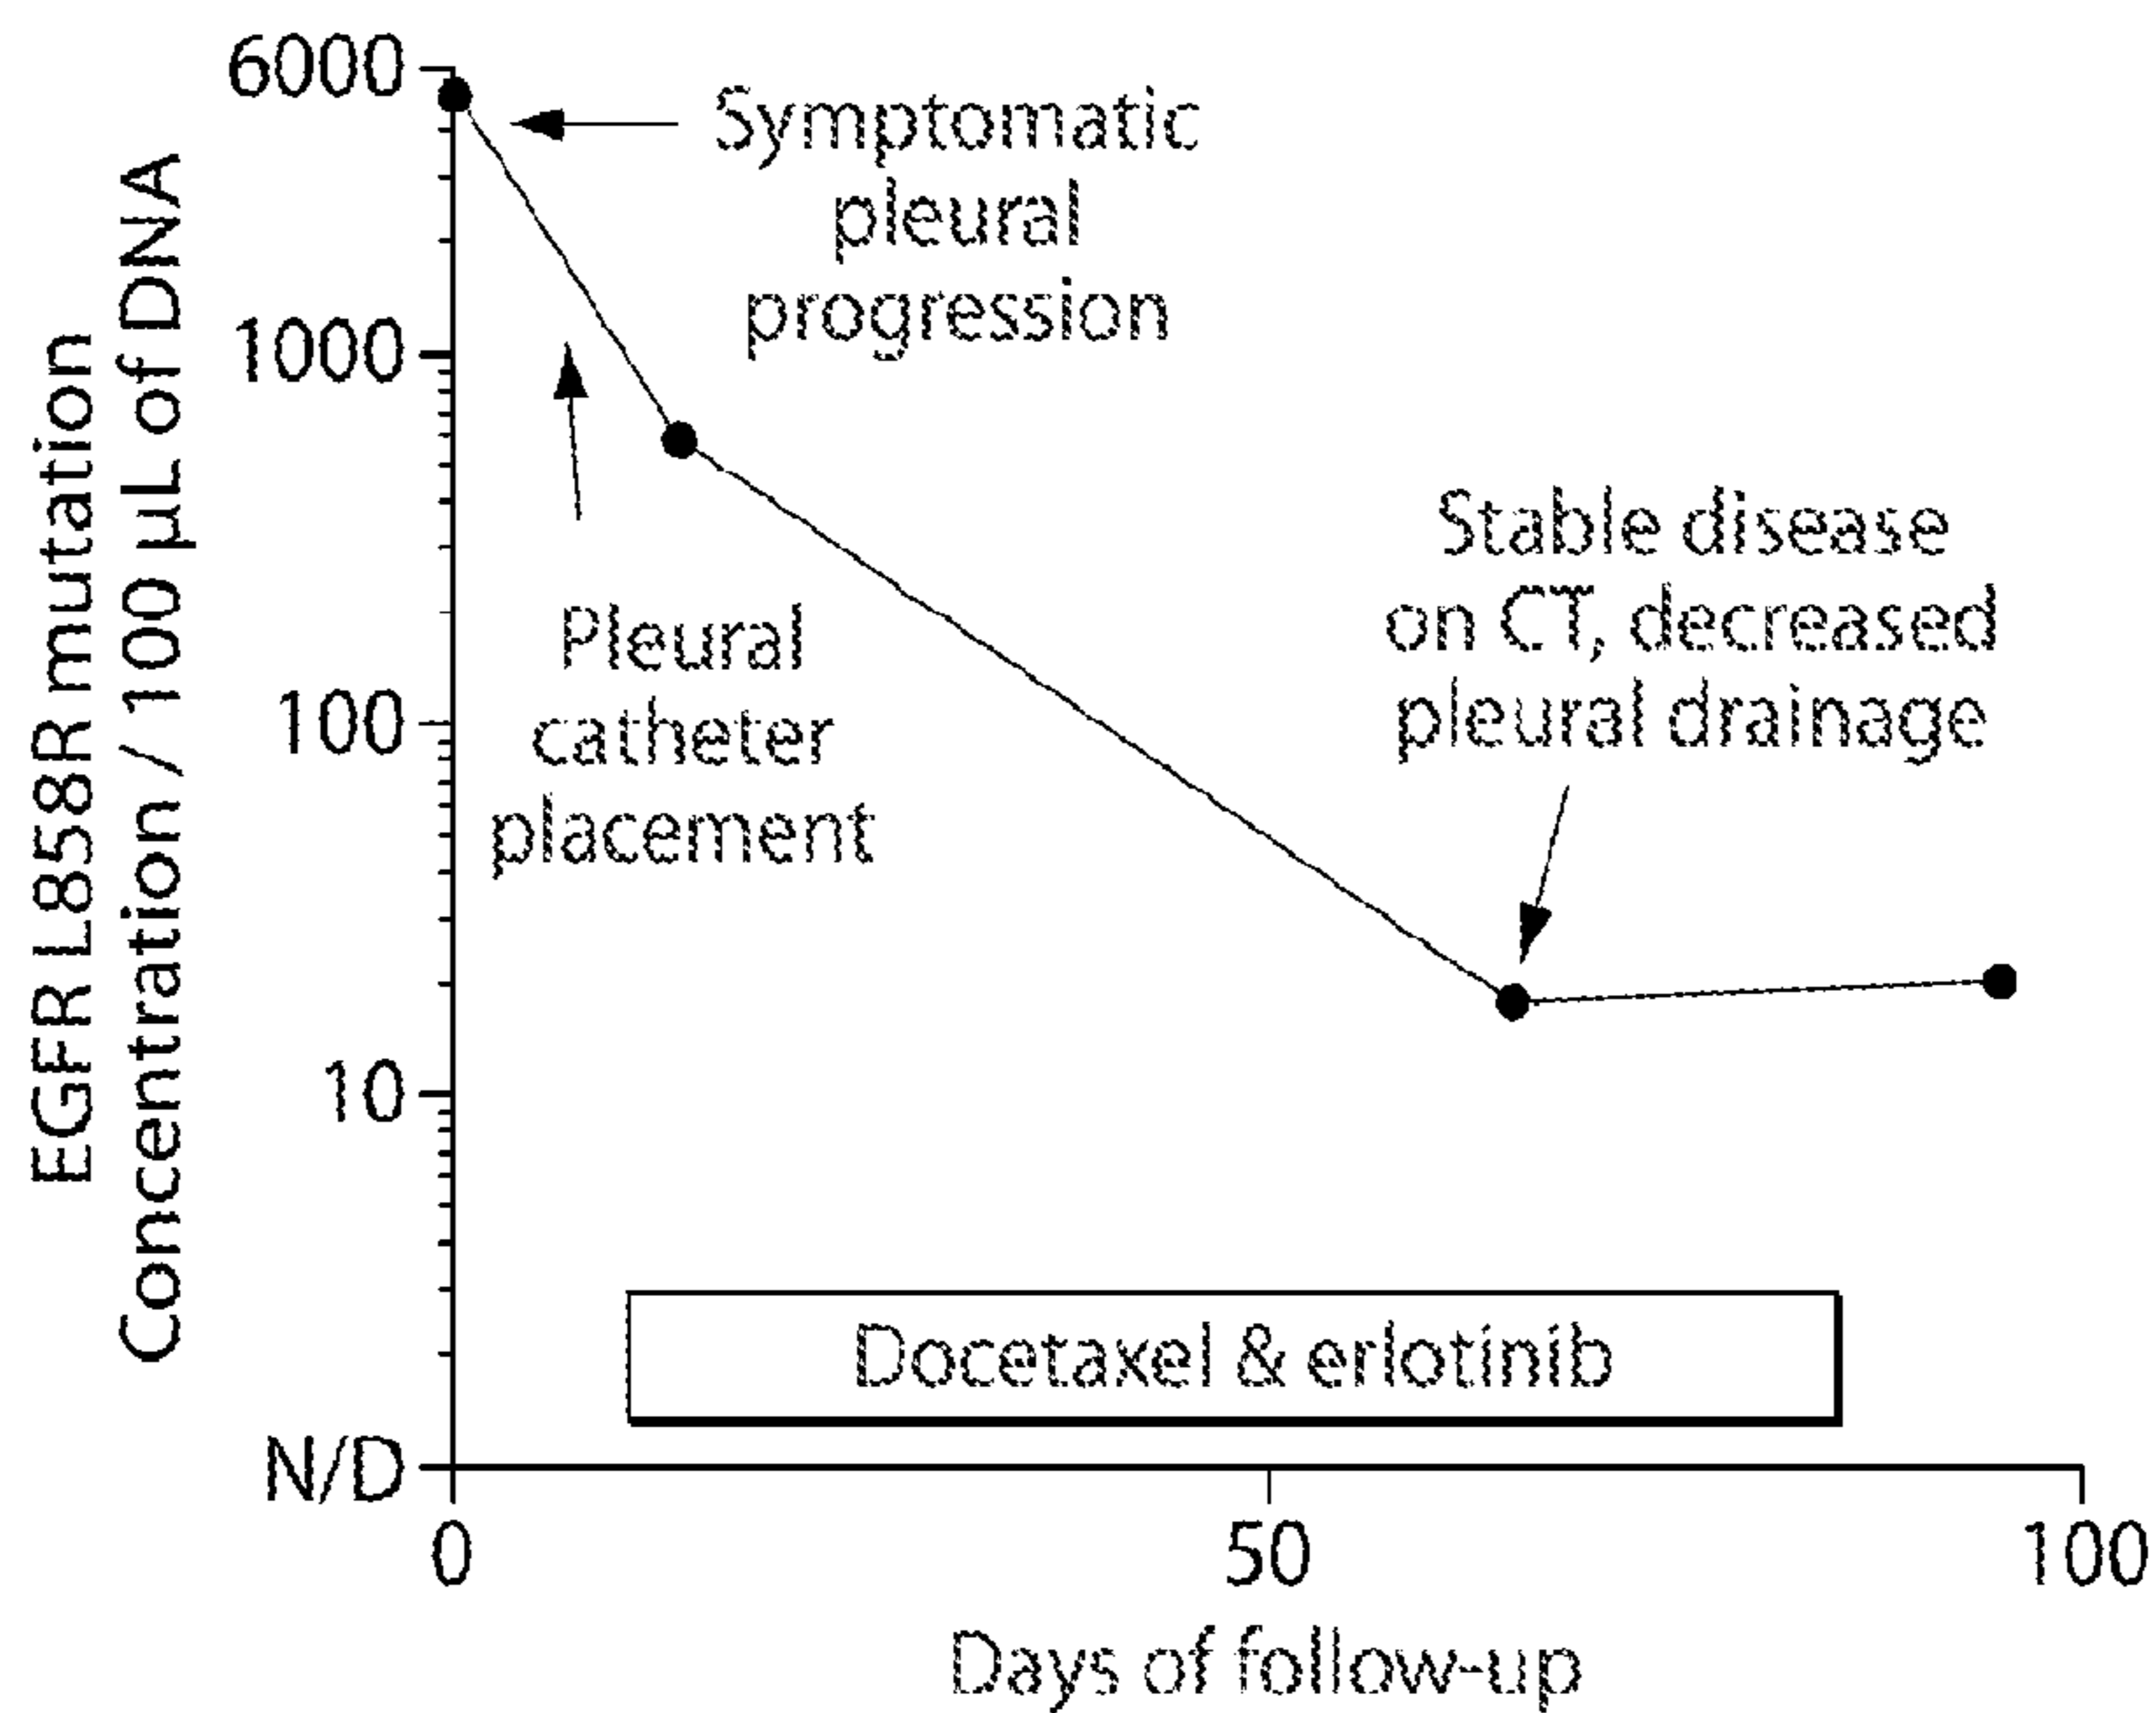 EGFR L858R mutation
Concentration / 100 µL of DNA
6000
1000
100
10
N/D
Symptomatic
pleural
progression
Pleural
catheter
placement
Stable disease
on CT, decreased
pleural drainage
Docetaxel & erlotinib
0
50
100
Days of follow-up